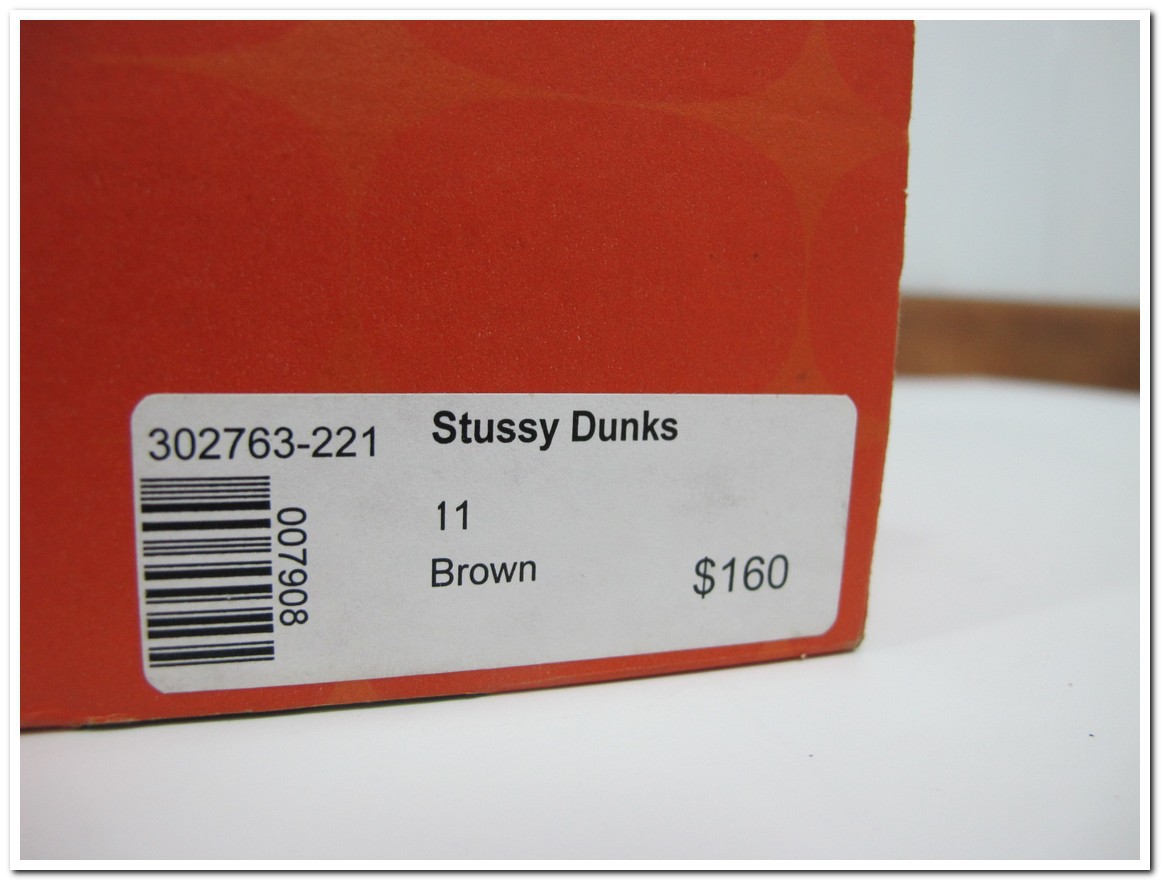 302763-221
Stussy Dunks
007908
11
Brown
$160